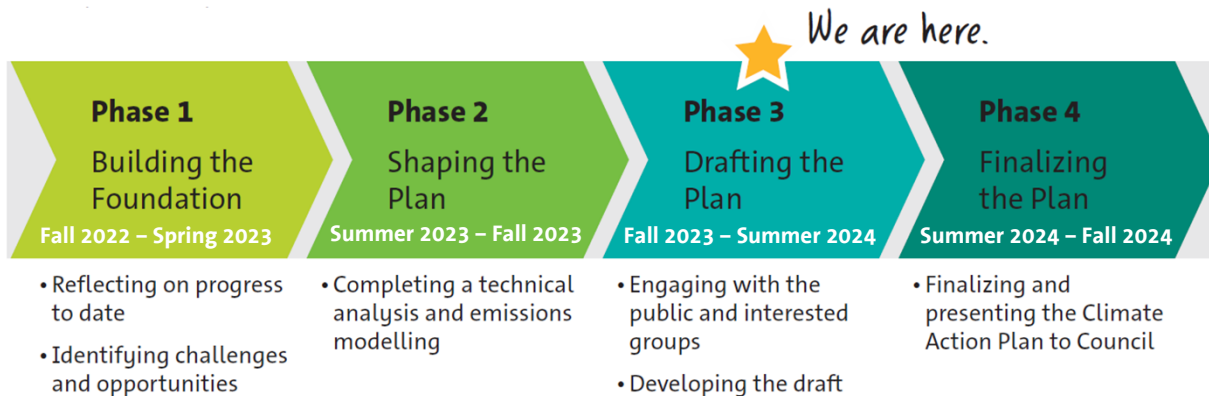 We are here.
Phase 1
Building the
Foundation
Fall 2022 – Spring 2023
• Reflecting on progress
to date
• Identifying challenges
and opportunities
Phase 2
Shaping the
Plan
Summer 2023 – Fall 2023
• Completing a technical
analysis and emissions
modelling
Phase 3
Drafting the
Plan
Fall 2023 – Summer 2024
• Engaging with the
public and interested
groups
• Developing the draft
Phase 4
Finalizing
the Plan
Summer 2024 – Fall 2024
• Finalizing and
presenting the Climate
Action Plan to Council